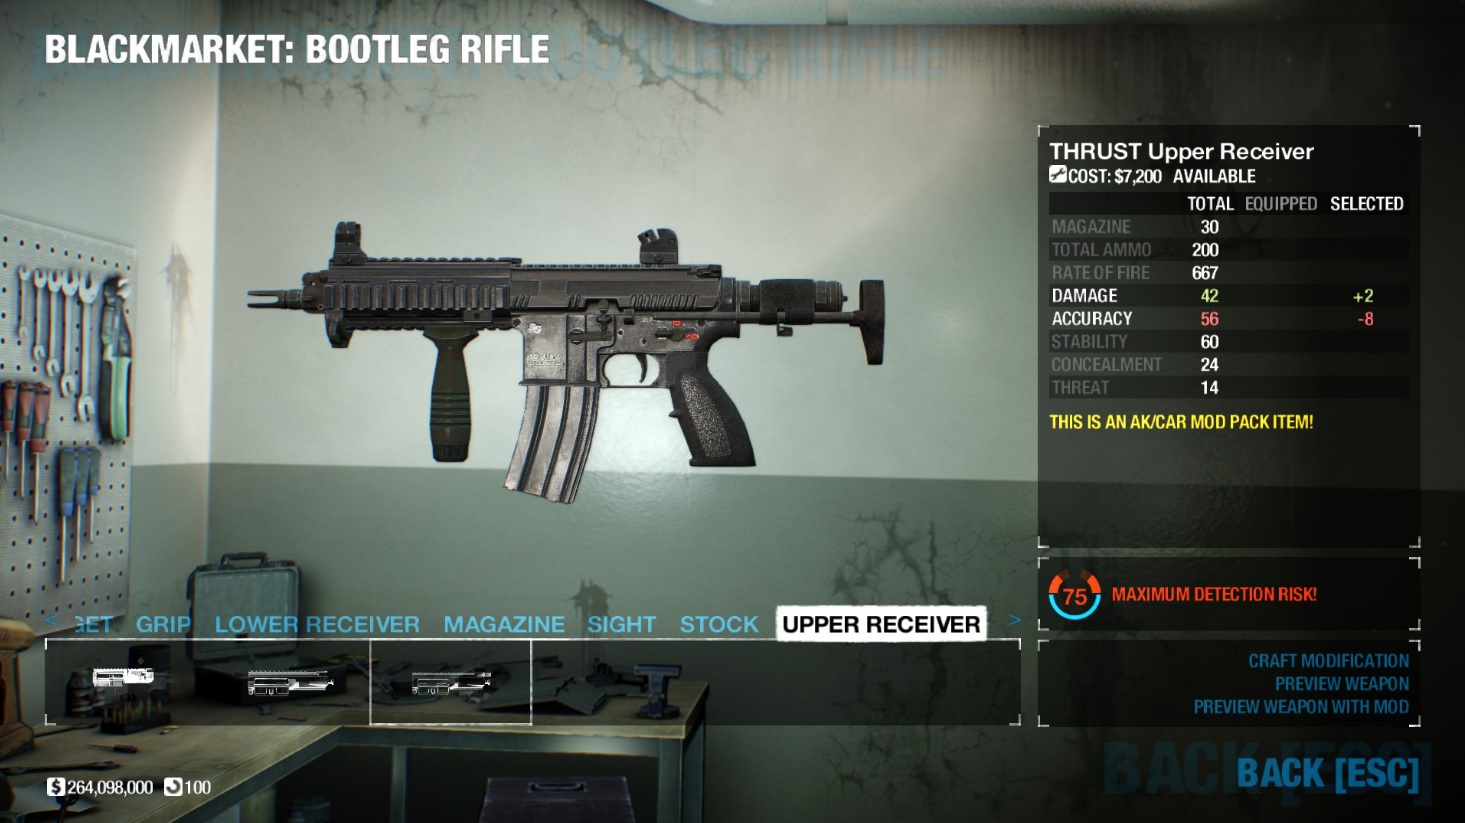 BLACKMARKET: BOOTLEG RIFLE
THRUST Upper Receiver
COST: $7,200 AVAILABLE
TOTAL EQUIPPED SELECTED
MAGAZINE 30
TOTAL AMMO 200
RATE OF FIRE 667
DAMAGE 42 +2
ACCURACY 56 -8
STABILITY 60
CONCEALMENT 24
THREAT 14
THIS IS AN AK/CAR MOD PACK ITEM!
75 MAXIMUM DETECTION RISK!
< GET GRIP LOWER RECEIVER MAGAZINE SIGHT STOCK UPPER RECEIVER >
CRAFT MODIFICATION
PREVIEW WEAPON
PREVIEW WEAPON WITH MOD
$264,098,000 100
BACK [ESC]